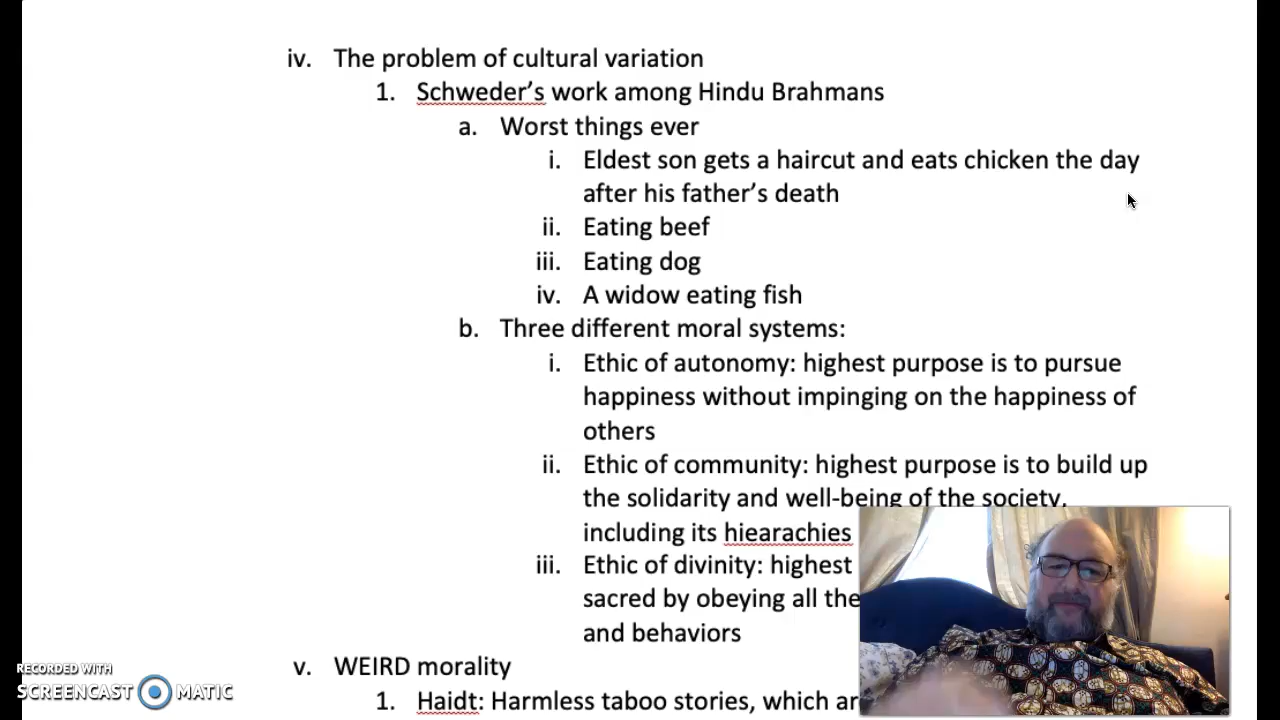 iv. The problem of cultural variation
1. Schweder's work among Hindu Brahmans
a. Worst things ever
i. Eldest son gets a haircut and eats chicken the day
after his father's death
ii. Eating beef
iii. Eating dog
iv. A widow eating fish
b. Three different moral systems:
i. Ethic of autonomy: highest purpose is to pursue
happiness without impinging on the happiness of
others
ii. Ethic of community: highest purpose is to build up
the solidarity and well-being of the society,
including its hiearachies
iii. Ethic of divinity: highest
sacred by obeying all the
and behaviors
v. WEIRD morality
1. Haidt: Harmless taboo stories, which
RECORDED WITH
SCREENCAST MATIC